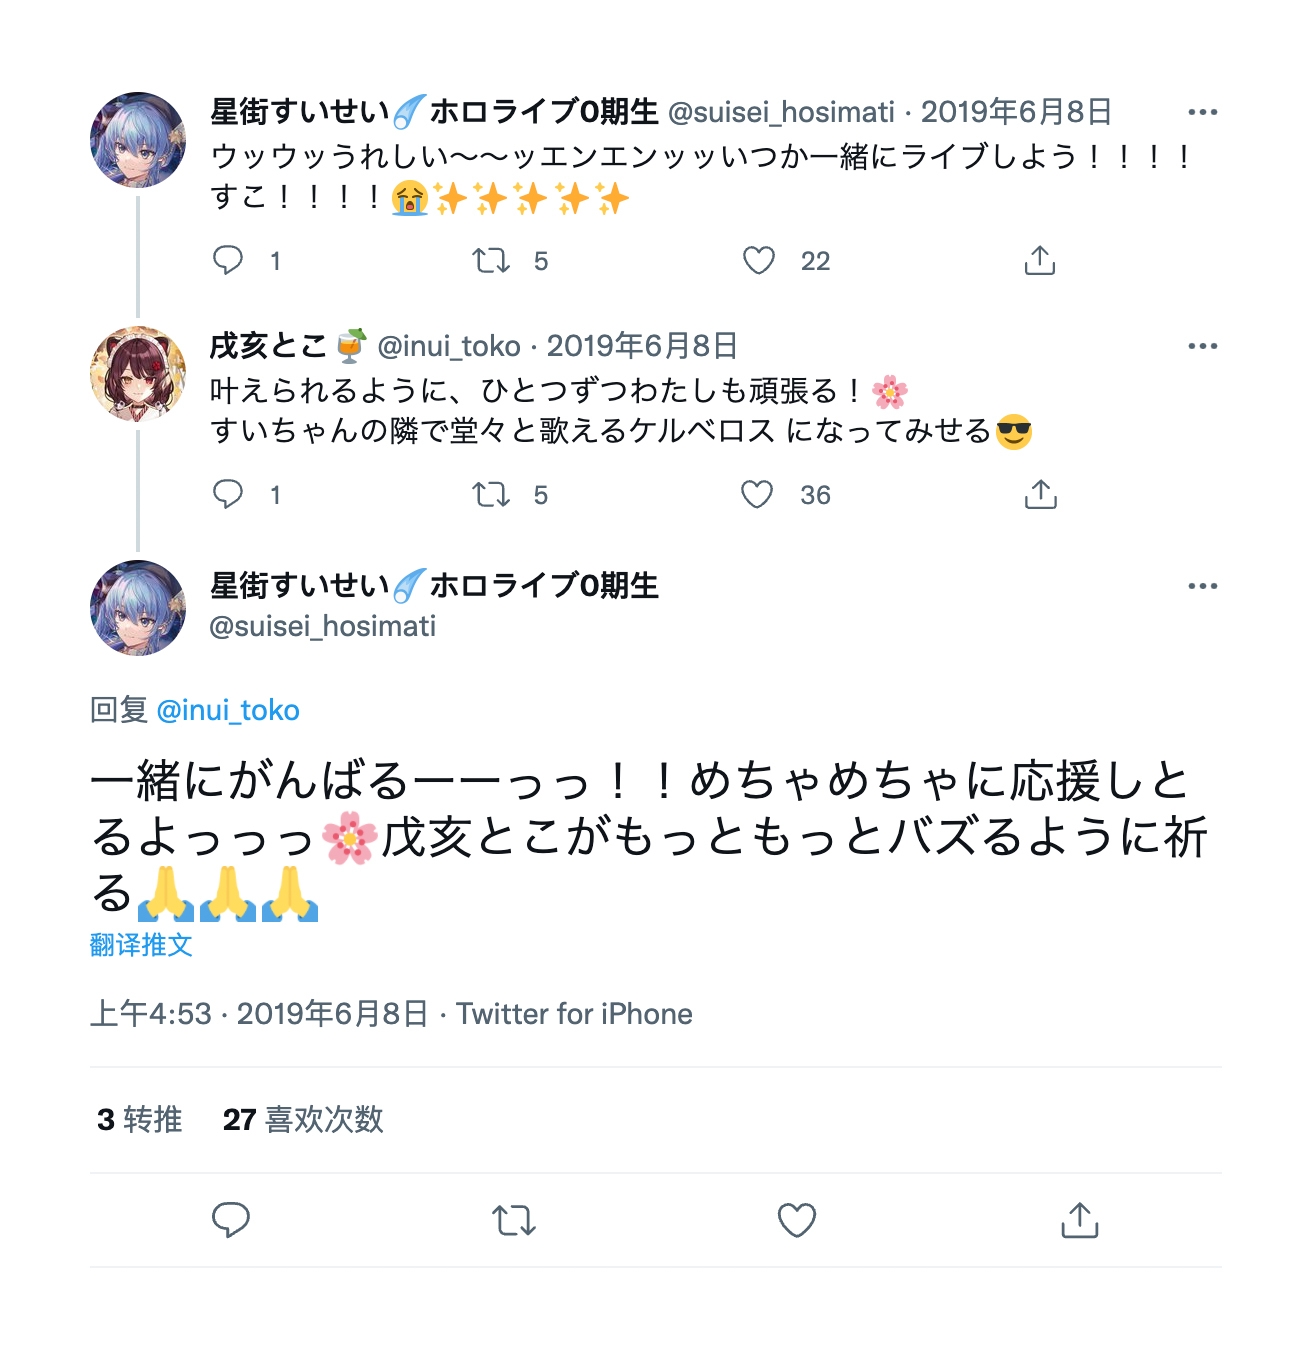 星街すいせい☄️ホロライブ0期生 @suisei_hosimati · 2019年6月8日
ウッウッうれしい〜〜ッエンエンッッいつか一緒にライブしよう！！！！
すこ！！！！😭✨✨✨✨✨
1 5 22
戌亥とこ🍹 @inui_toko · 2019年6月8日
叶えられるように、ひとつずつわたしも頑張る！🌸
すいちゃんの隣で堂々と歌えるケルベロス になってみせる😎
1 5 36
星街すいせい☄️ホロライブ0期生
@suisei_hosimati
回复 @inui_toko
一緒にがんばるーーっっ！！めちゃめちゃに応援しと
るよっっっ🌸戌亥とこがもっともっとバズるように祈
る🙏🙏🙏
翻译推文
上午4:53 · 2019年6月8日 · Twitter for iPhone
3 转推 27 喜欢次数